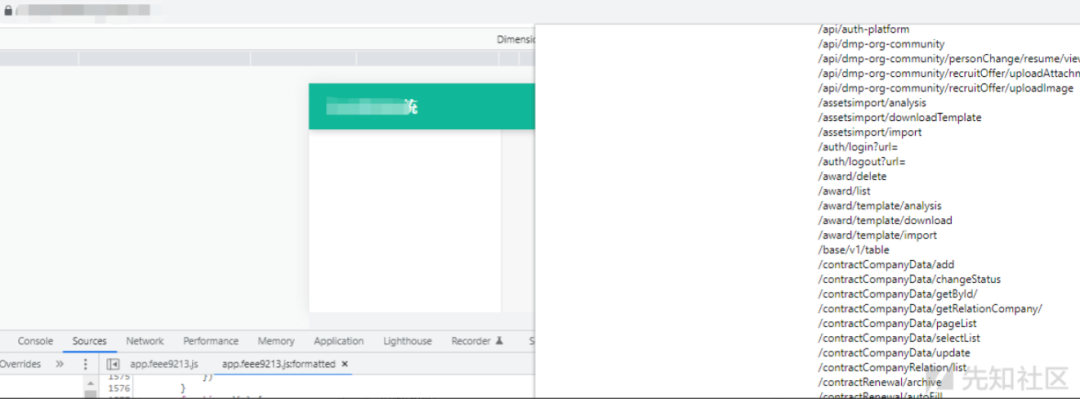 Dimensio
统
/api/auth-platform
/api/dmp-org-community
/api/dmp-org-community/personChange/resume/view
/api/dmp-org-community/recruitOffer/uploadAttachm
/api/dmp-org-community/recruitOffer/uploadImage
/assetsimport/analysis
/assetsimport/downloadTemplate
/assetsimport/import
/auth/login?url=
/auth/logout?url=
/award/delete
/award/list
/award/template/analysis
/award/template/download
/award/template/import
/base/v1/table
/contractCompanyData/add
/contractCompanyData/changeStatus
/contractCompanyData/getById/
/contractCompanyData/getRelationCompany/
/contractCompanyData/pageList
/contractCompanyData/selectList
/contractCompanyData/update
/contractCompanyRelation/list
/contractRenewal/archive
/contractRenewal/autoFill
Console Sources Network Performance Memory Application Lighthouse Recorder S
Overrides » app.feee9213.js app.feee9213.js:formatted ×
1575 })
1576 }
先知社区